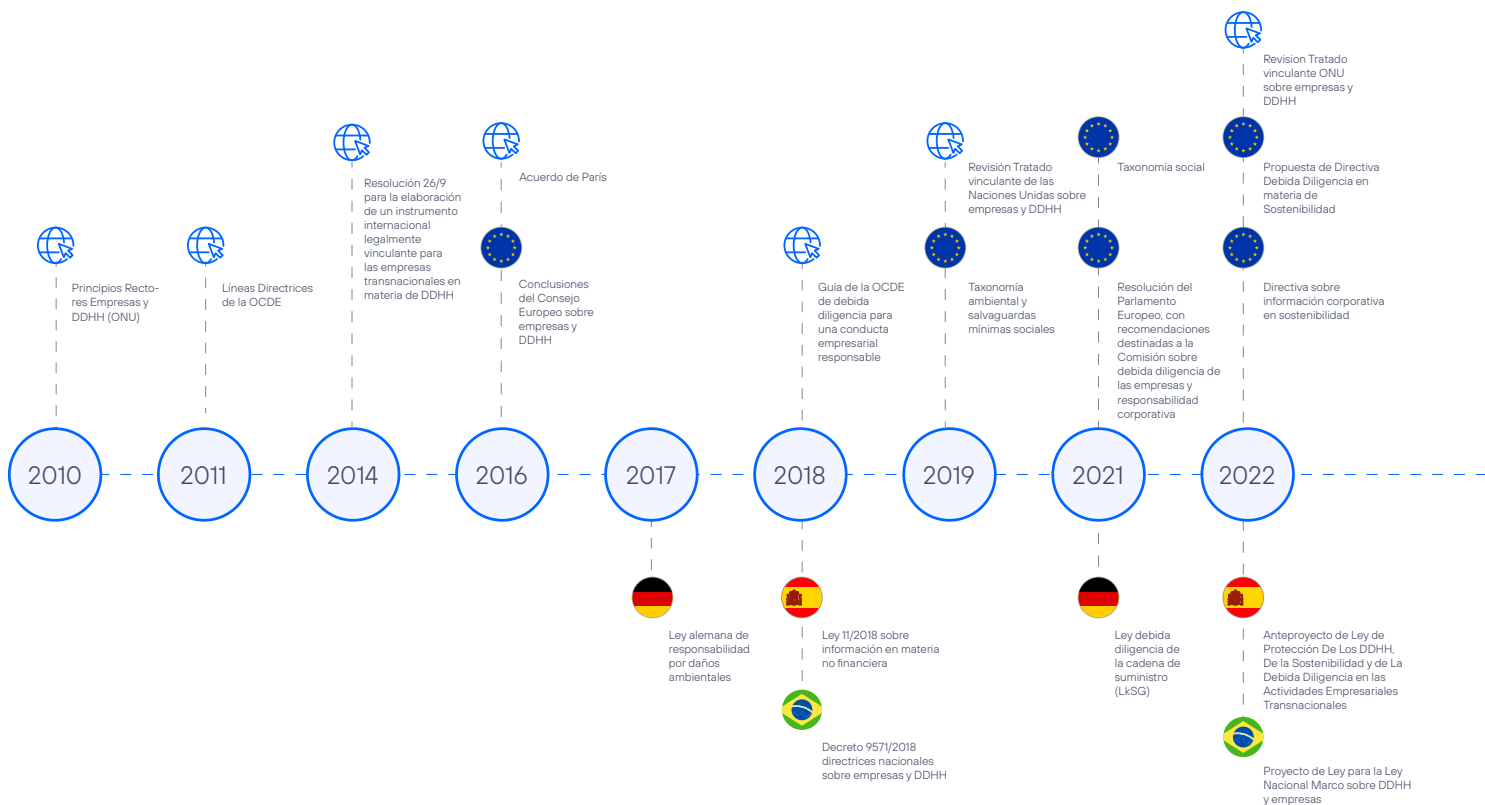 Revision Tratado
vinculante ONU
sobre empresas y
DDHH
Resolución 26/9
para la elaboración
de un instrumento
internacional
legalmente
vinculante para
las empresas
transnacionales en
materia de DDHH
Acuerdo de París
Revisión Tratado
vinculante de las
Naciones Unidas sobre
empresas y DDHH
Taxonomía social
Propuesta de Directiva
Debida Diligencia en
materia de
Sostenibilidad
Principios Recto-
res Empresas y
DDHH (ONU)
Líneas Directrices
de la OCDE
Conclusiones
del Consejo
Europeo sobre
empresas y
DDHH
Guía de la OCDE
de debida
diligencia para
una conducta
empresarial
responsable
Taxonomía
ambiental y
salvaguardas
mínimas sociales
Resolución del
Parlamento
Europeo, con
recomendaciones
destinadas a la
Comisión sobre
debida diligencia de
las empresas y
responsabilidad
corporativa
Directiva sobre
información corporativa
en sostenibilidad
2010
2011
2014
2016
2017
2018
2019
2021
2022
Ley alemana de
responsabilidad
por daños
ambientales
Ley 11/2018 sobre
información en materia
no financiera
Ley debida
diligencia de
la cadena de
suministro
(LkSG)
Anteproyecto de Ley de
Protección De Los DDHH,
De la Sostenibilidad y de La
Debida Diligencia en las
Actividades Empresariales
Transnacionales
Decreto 9571/2018
directrices nacionales
sobre empresas y DDHH
Proyecto de Ley para la Ley
Nacional Marco sobre DDHH
y empresas